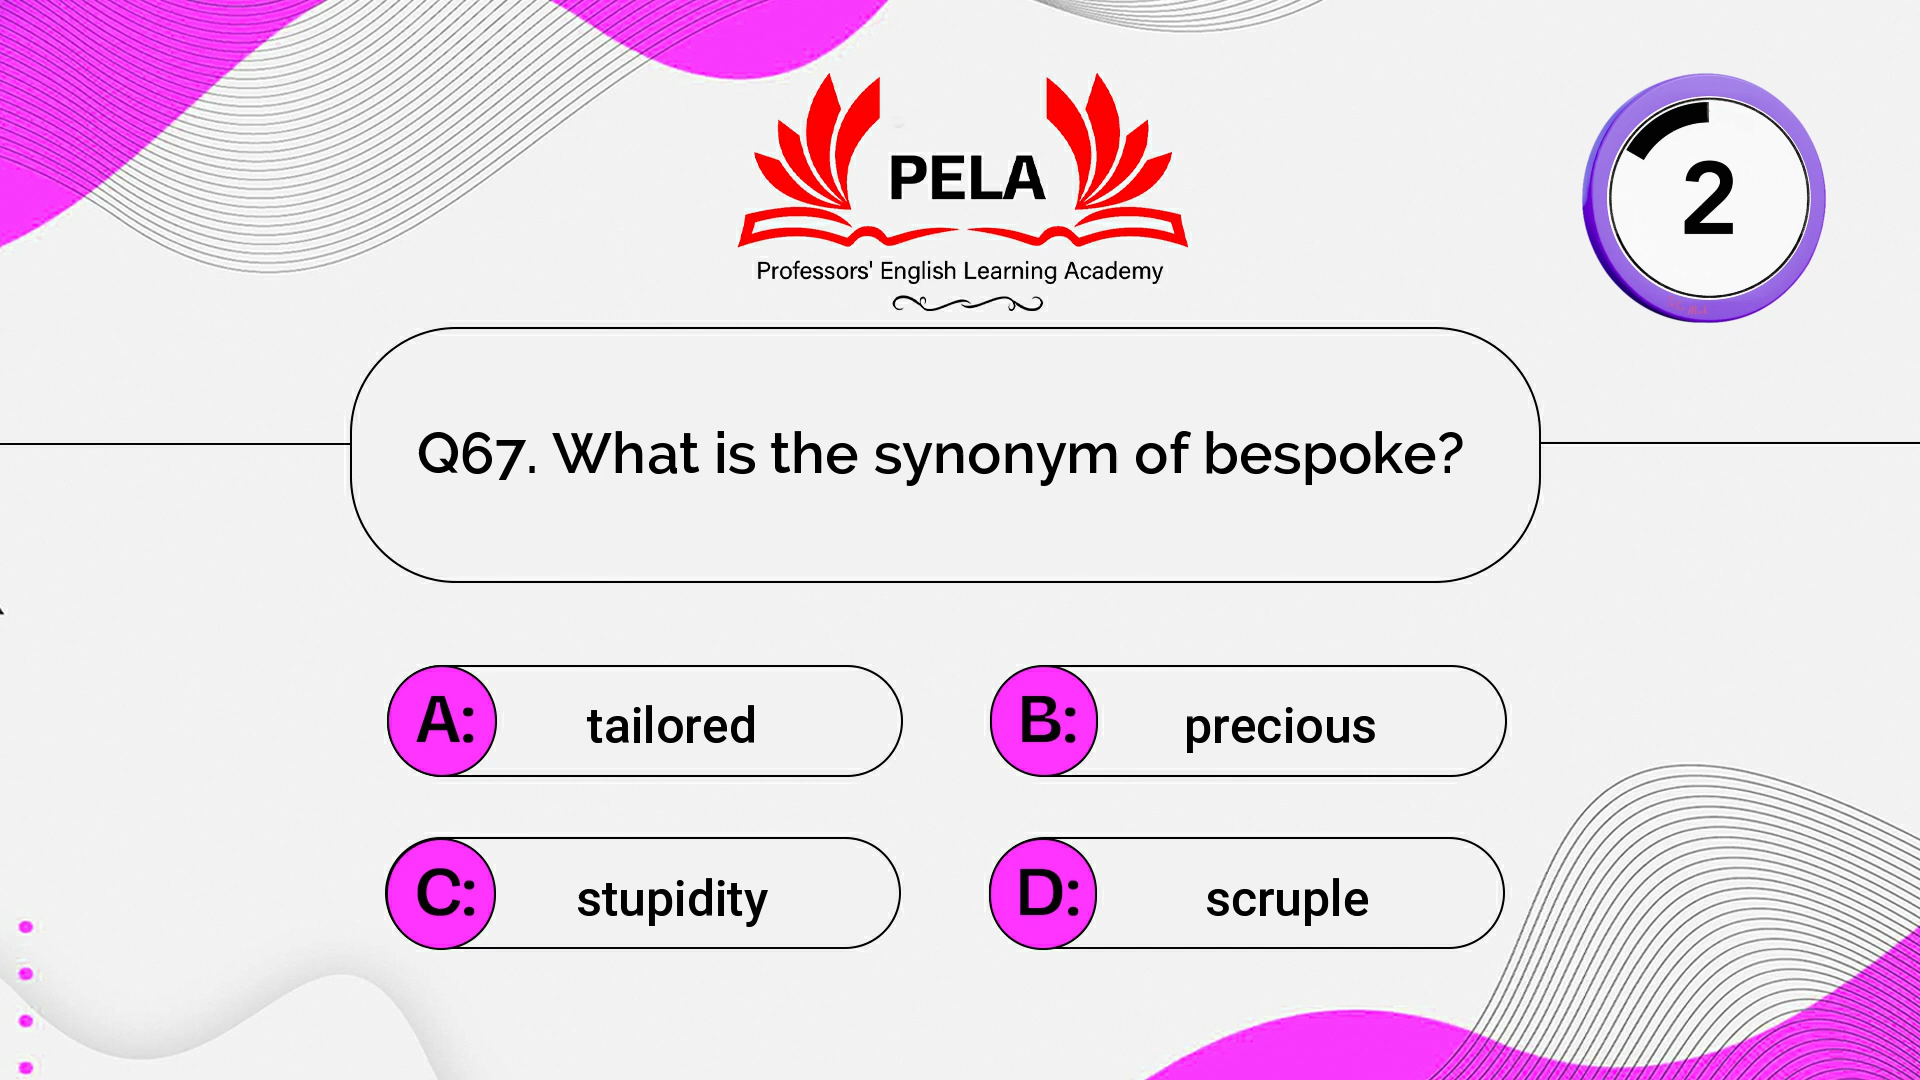 PELA
Professors' English Learning Academy
2
Q67. What is the synonym of bespoke?
A: tailored
B: precious
C: stupidity
D: scruple